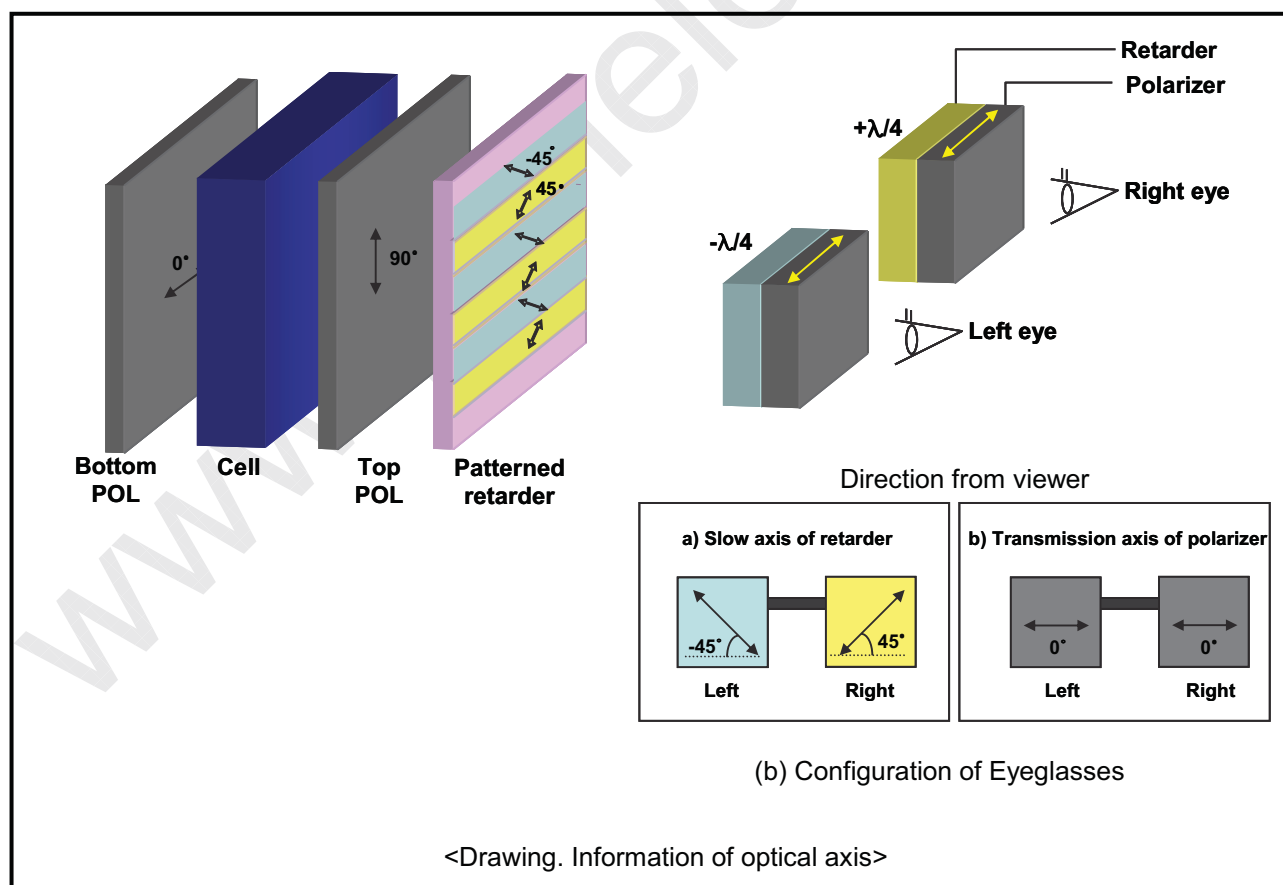 Retarder
Polarizer
+λ/4
Right eye
-λ/4
Left eye
-45°
45°
0°
90°
Bottom
POL
Cell
Top
POL
Patterned
retarder
Direction from viewer
a) Slow axis of retarder
-45°
45°
Left
Right
b) Transmission axis of polarizer
0°
0°
Left
Right
(b) Configuration of Eyeglasses
<Drawing. Information of optical axis>